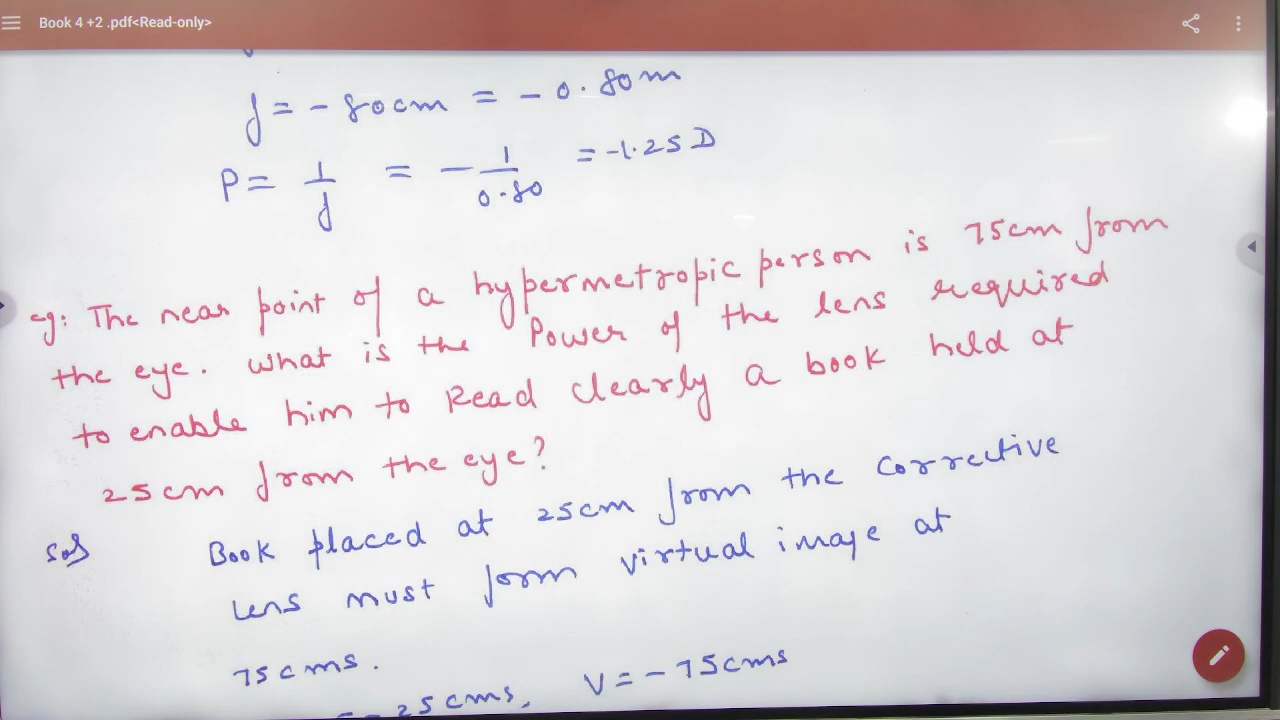 Book 4 +2 .pdf<Read-only>
f = - 80cm = - 0.80m
P = 1/f = - 1/0.80 = -1.25 D
eg: The near point of a hypermetropic person is 75cm from
the eye. What is the Power of the lens required
to enable him to Read clearly a book held at
25cm from the eye?
Sol Book placed at 25cm from the corrective
lens must form virtual image at
75cms.
= - 25cms, V = - 75cms